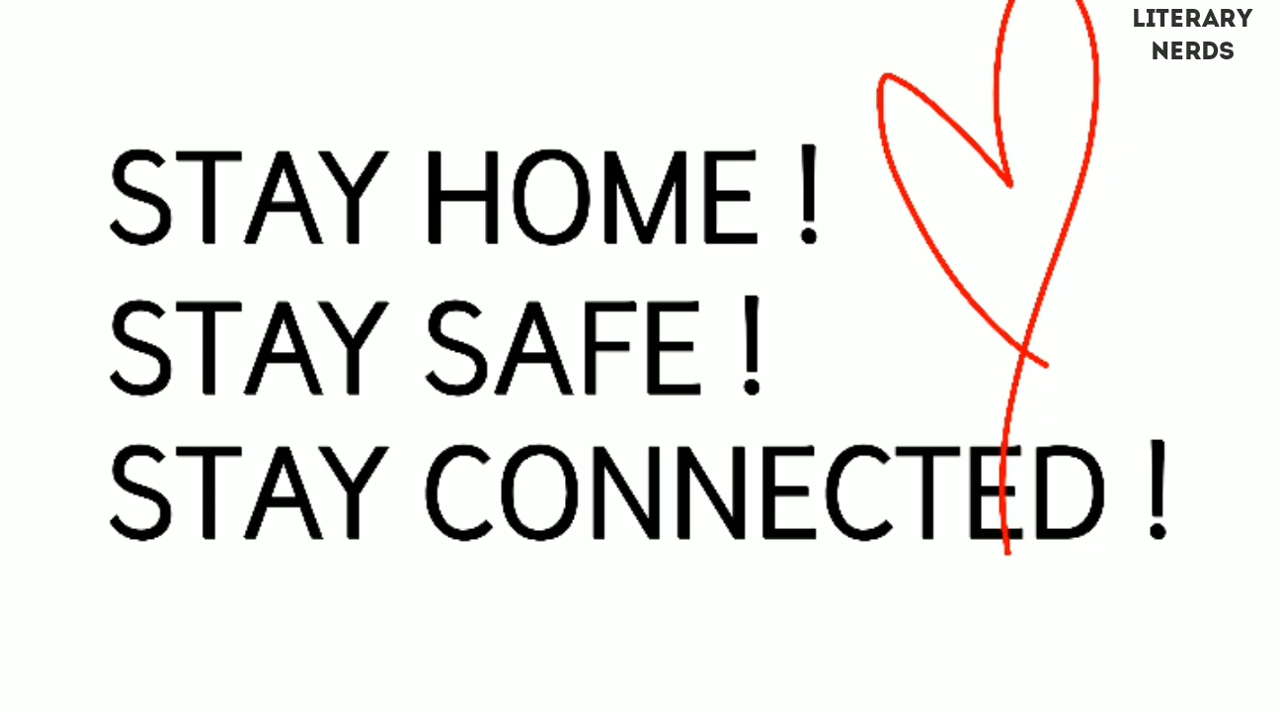 LITERARY
NERDS
STAY HOME !
STAY SAFE !
STAY CONNECTED !